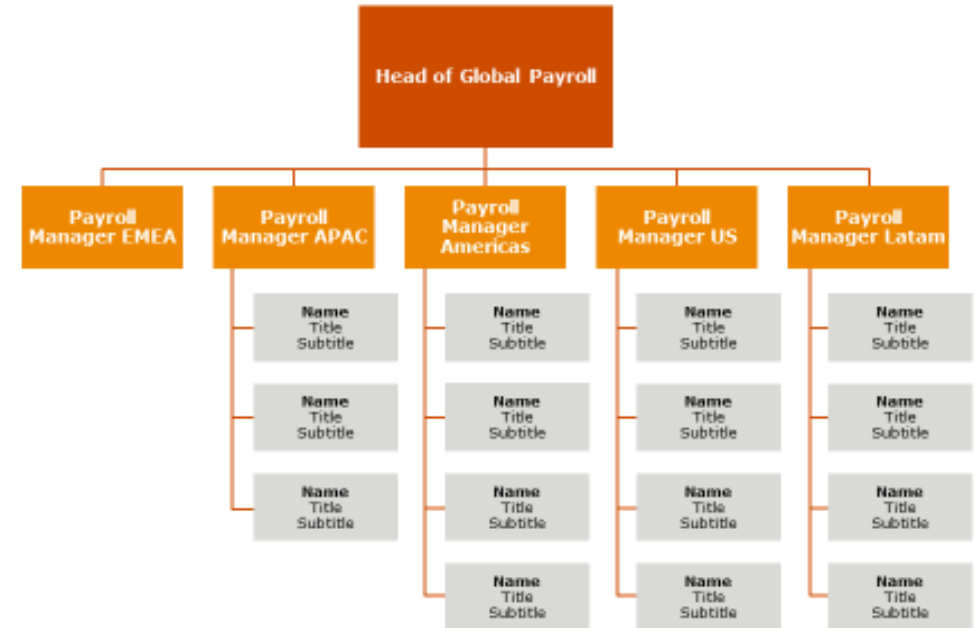 Head of Global Payroll
Payroll
Manager EMEA
Payroll
Manager APAC
Payroll
Manager
Americas
Payroll
Manager US
Payroll
Manager Latam
Name
Title
Subtitle
Name
Title
Subtitle
Name
Title
Subtitle
Name
Title
Subtitle
Name
Title
Subtitle
Name
Title
Subtitle
Name
Title
Subtitle
Name
Title
Subtitle
Name
Title
Subtitle
Name
Title
Subtitle
Name
Title
Subtitle
Name
Title
Subtitle
Name
Title
Subtitle
Name
Title
Subtitle
Name
Title
Subtitle